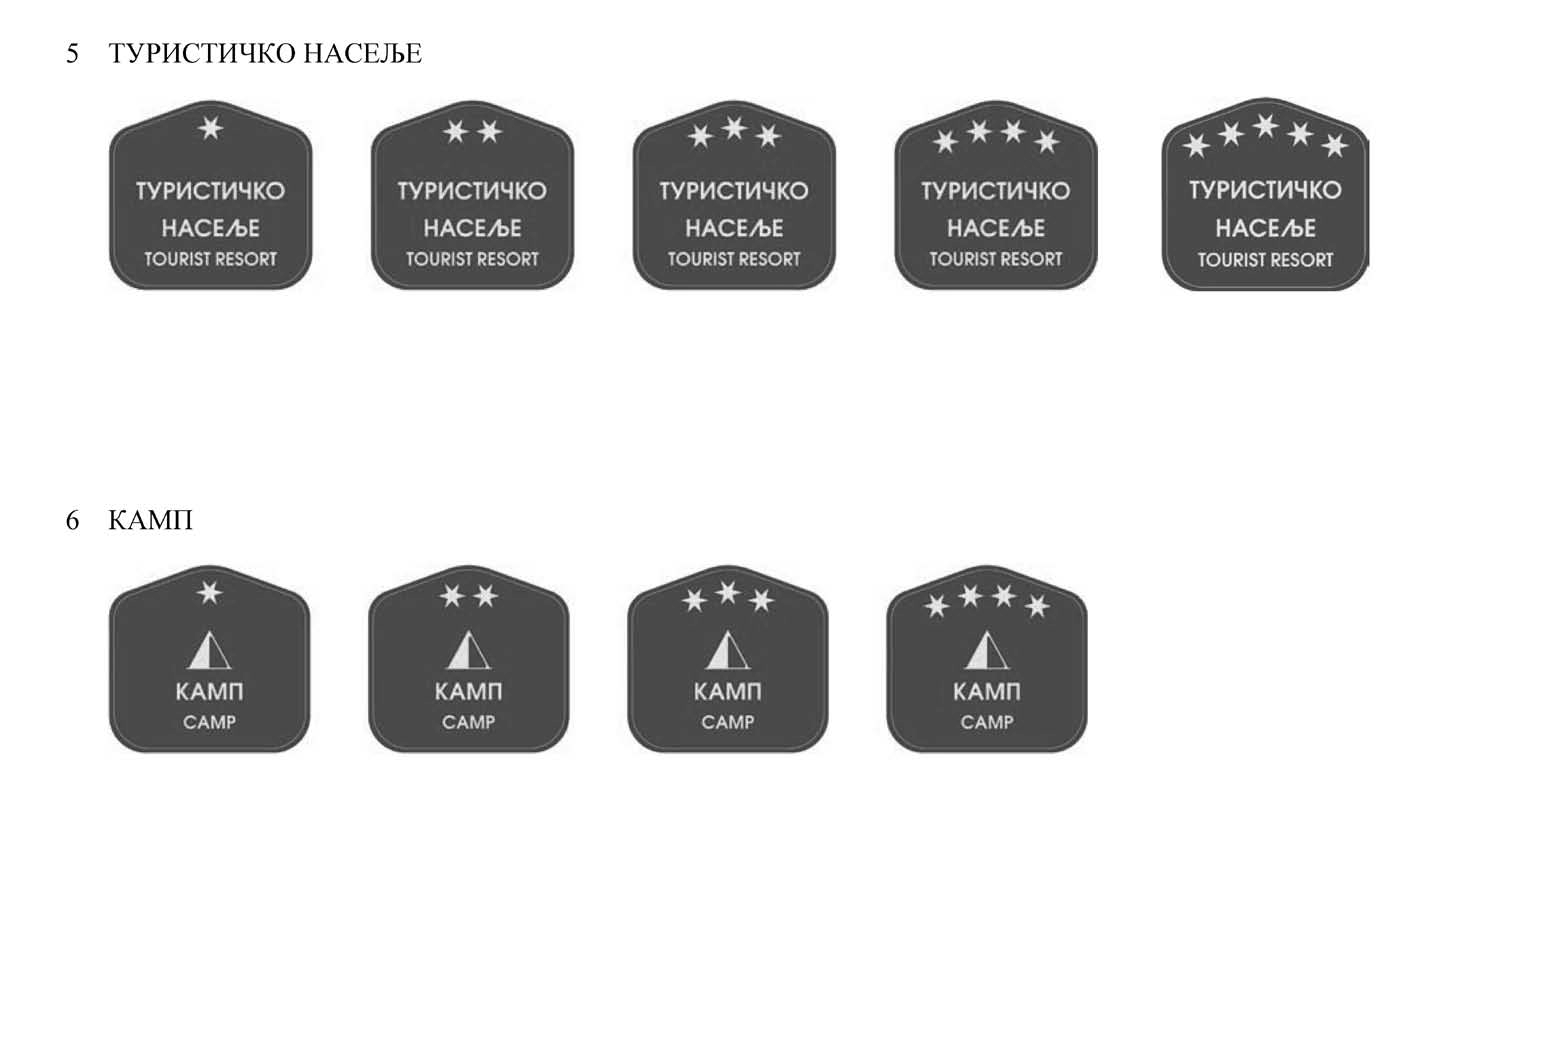 5 ТУРИСТИЧКО НАСЕЉЕ
ТУРИСТИЧКО
НАСЕЉЕ
TOURIST RESORT
ТУРИСТИЧКО
НАСЕЉЕ
TOURIST RESORT
ТУРИСТИЧКО
НАСЕЉЕ
TOURIST RESORT
ТУРИСТИЧКО
НАСЕЉЕ
TOURIST RESORT
ТУРИСТИЧКО
НАСЕЉЕ
TOURIST RESORT
6 КАМП
КАМП
CAMP
КАМП
CAMP
КАМП
CAMP
КАМП
CAMP